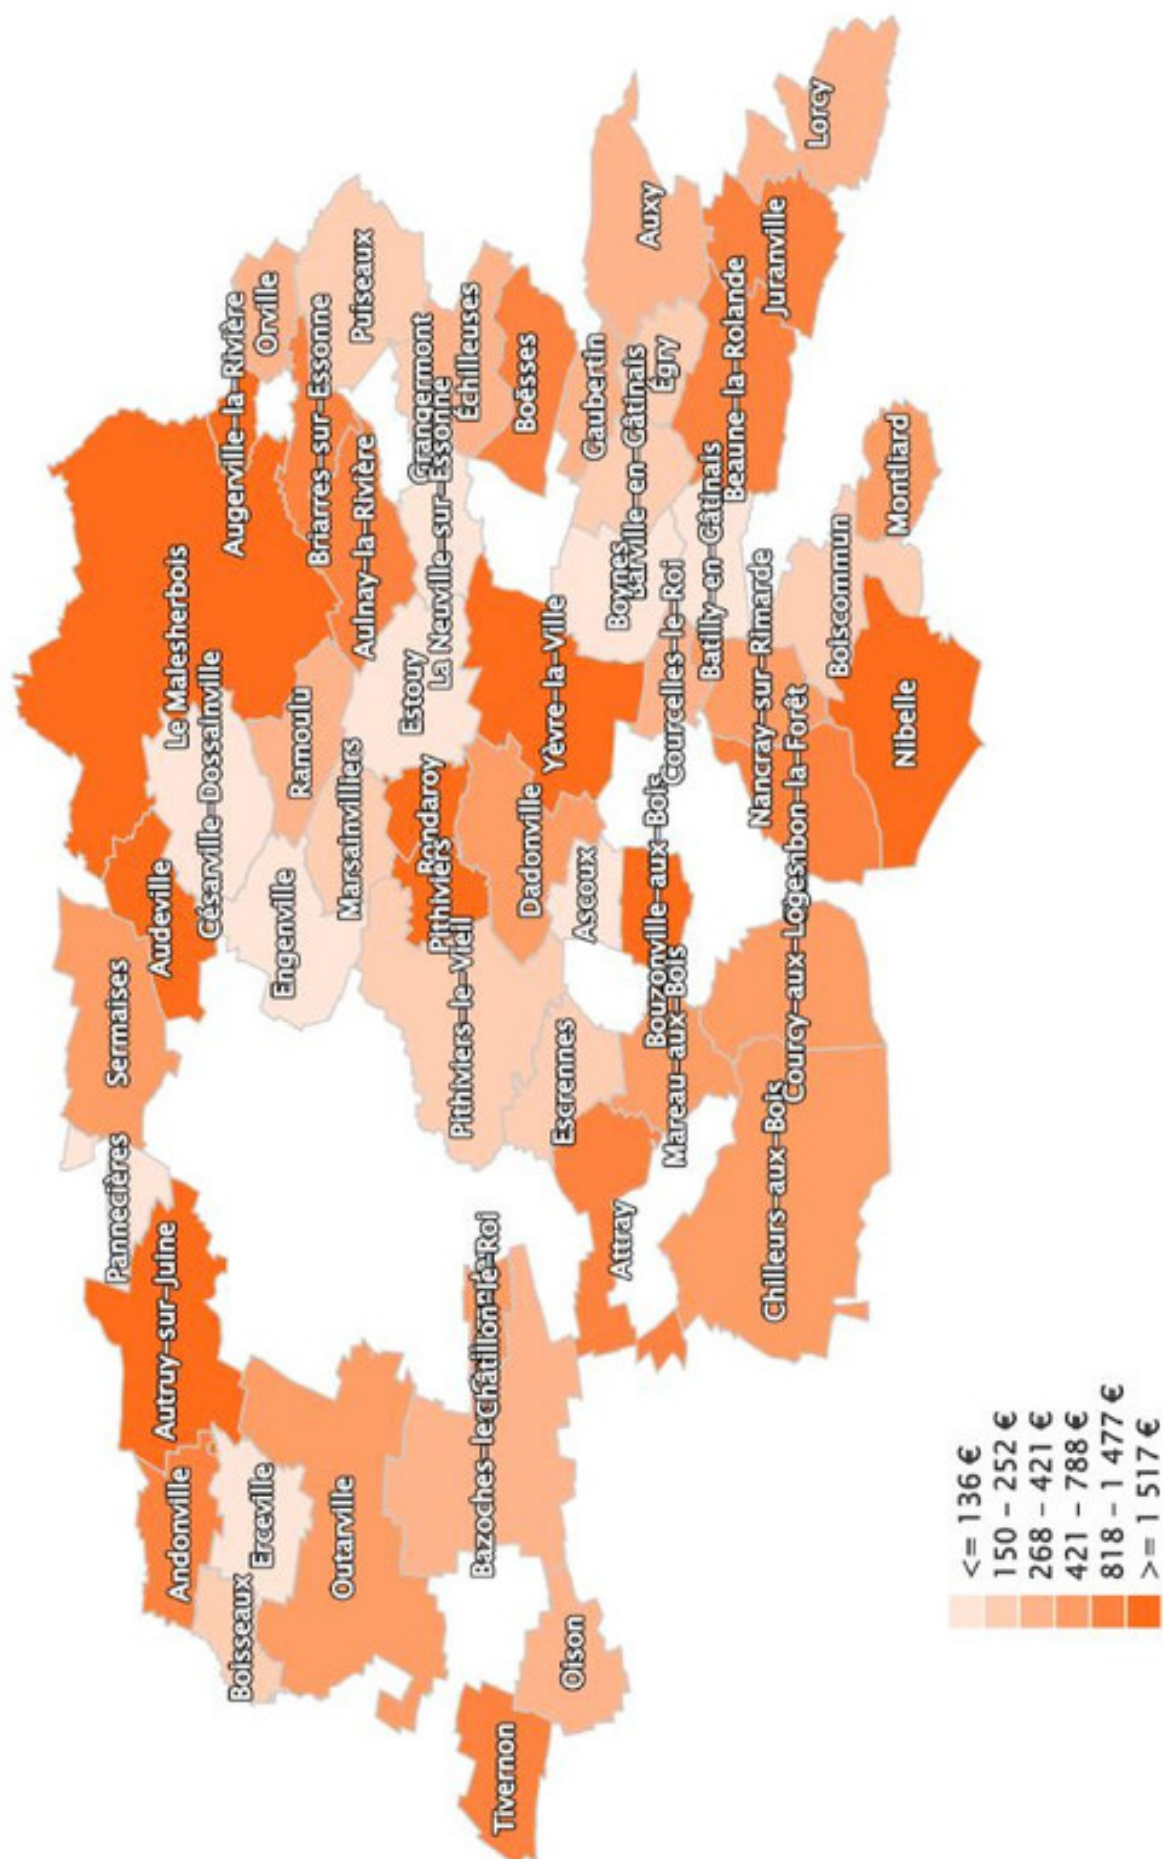 Le Malesherbois
Césarville-Dossainville
Audeville
Sermaises
Pannecières
Autruy-sur-Juine
Andonville
Erceville
Boisseaux
Outarville
Augerville-la-Rivière
Orville
Briarres-sur-Essonne
Puiseaux
Aulnay-la-Rivière
Ramoulu
Marsainvilliers
Engenville
Estouy
La Neuville-sur-Essonne
Grangermont
Échilleuses
Boësses
Bondaroy
Pithiviers
Pithiviers-le-Vieil
Dadonville
Yèvre-la-Ville
Ascoux
Escrennes
Attray
Châtillon-le-Roi
Oison
Tivernon
Gaubertin
Auxy
Égry
Barville-en-Gâtinais
Boynes
Courcelles-le-Roi
Batilly-en-Gâtinais
Beaune-la-Rolande
Juranville
Lorcy
Bouzonville-aux-Bois
Mareau-aux-Bois
Nancray-sur-Rimarde
Courcy-aux-Loges
Chilleurs-aux-Bois
Boiscommun
Montliard
Nibelle
<= 136 €
150 – 252 €
268 – 421 €
421 – 788 €
818 – 1 477 €
>= 1 517 €